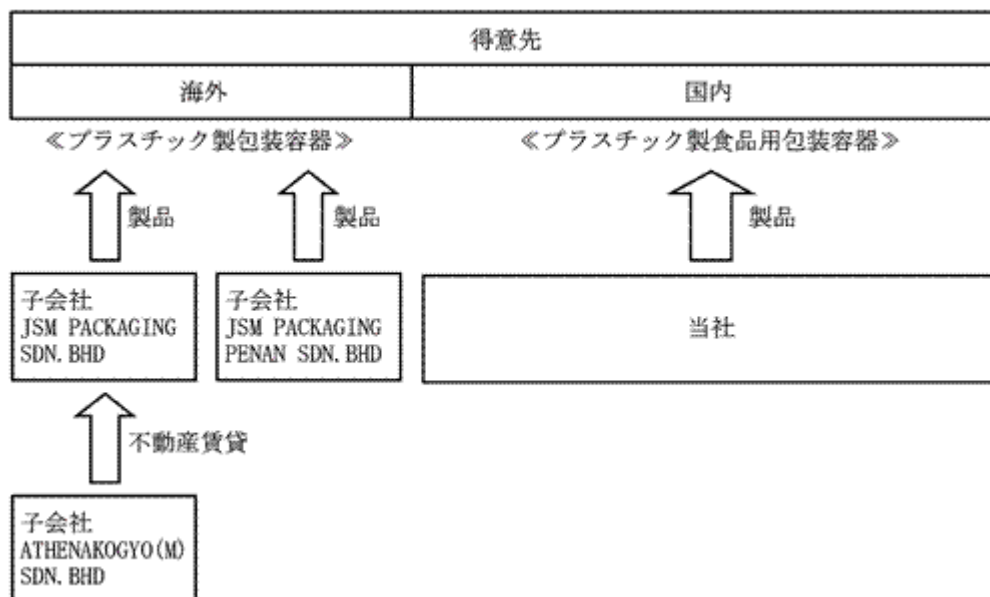 得意先
海外
国内
≪プラスチック製包装容器≫
≪プラスチック製食品用包装容器≫
製品
製品
製品
子会社
JSM PACKAGING
SDN.BHD
子会社
JSM PACKAGING
PENAN SDN.BHD
当社
不動産賃貸
子会社
ATHENAKOGYO(M)
SDN.BHD